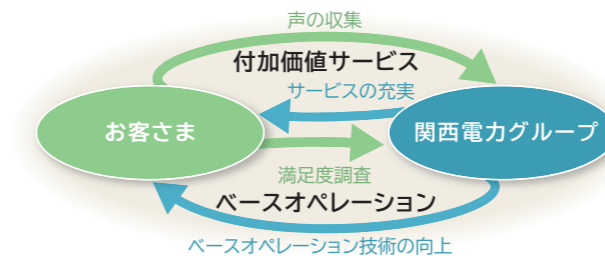 声の収集
付加価値サービス
サービスの充実
お客さま
関西電力グループ
満足度調査
ベースオペレーション
ベースオペレーション技術の向上